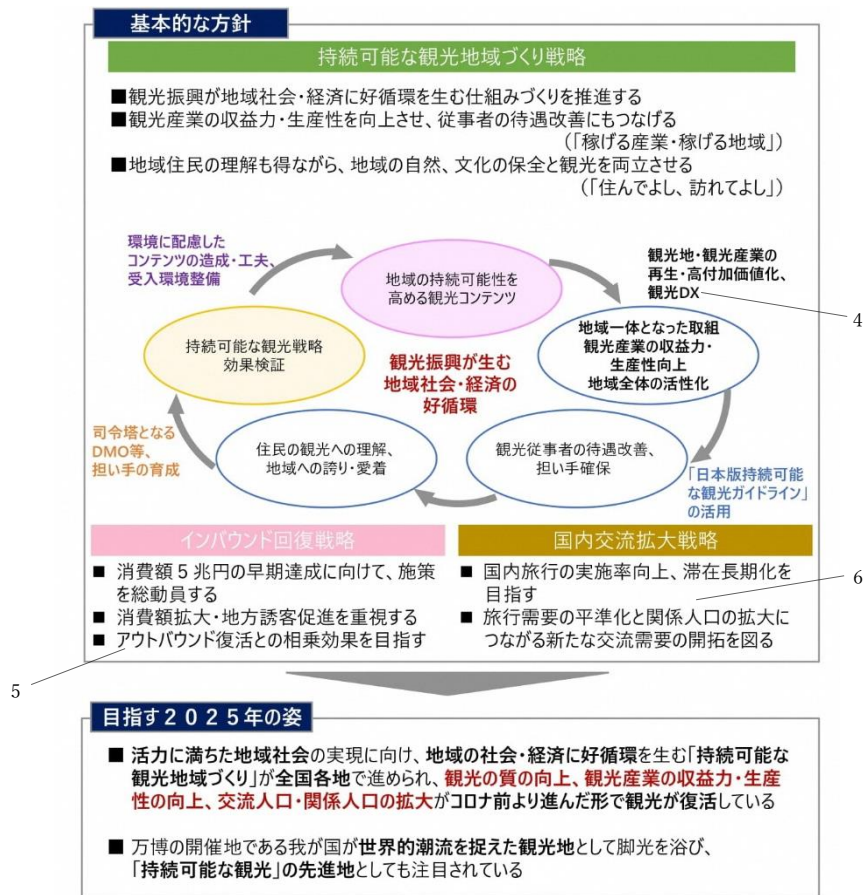 基本的な方針
持続可能な観光地域づくり戦略
■観光振興が地域社会・経済に好循環を生む仕組みづくりを推進する
■観光産業の収益力・生産性を向上させ、従事者の待遇改善にもつなげる
(「稼げる産業・稼げる地域」)
■地域住民の理解も得ながら、地域の自然、文化の保全と観光を両立させる
(「住んでよし、訪れてよし」)
環境に配慮した
コンテンツの造成・工夫、
受入環境整備
地域の持続可能性を
高める観光コンテンツ
観光地・観光産業の
再生・高付加価値化、
観光DX
4
地域一体となった取組
観光産業の収益力・
生産性向上
地域全体の活性化
持続可能な観光戦略
効果検証
観光振興が生む
地域社会・経済の
好循環
司令塔となる
DMO等、
担い手の育成
住民の観光への理解、
地域への誇り・愛着
観光従事者の待遇改善、
担い手確保
「日本版持続可能
な観光ガイドライン」
の活用
インバウンド回復戦略
■ 消費額5兆円の早期達成に向けて、施策
を総動員する
■ 消費額拡大・地方誘客促進を重視する
■ アウトバウンド復活との相乗効果を目指す
5
国内交流拡大戦略
■ 国内旅行の実施率向上、滞在長期化を
目指す
■ 旅行需要の平準化と関係人口の拡大に
つながる新たな交流需要の開拓を図る
6
目指す2025年の姿
■ 活力に満ちた地域社会の実現に向け、地域の社会・経済に好循環を生む「持続可能な
観光地域づくり」が全国各地で進められ、観光の質の向上、観光産業の収益力・生産
性の向上、交流人口・関係人口の拡大がコロナ前より進んだ形で観光が復活している
■ 万博の開催地である我が国が世界的潮流を捉えた観光地として脚光を浴び、
「持続可能な観光」の先進地としても注目されている